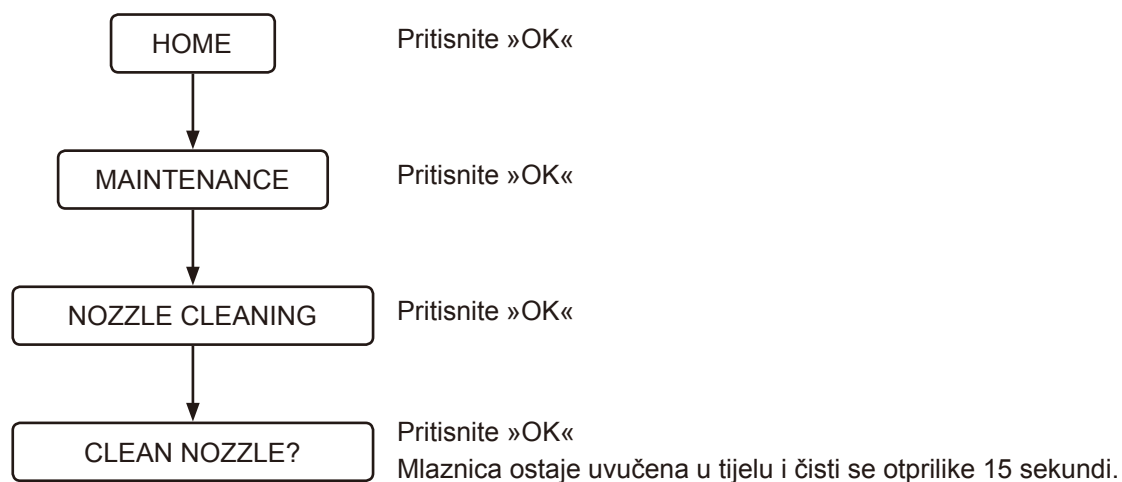 HOME
Pritisnite »OK«
MAINTENANCE
Pritisnite »OK«
NOZZLE CLEANING
Pritisnite »OK«
CLEAN NOZZLE?
Pritisnite »OK«
Mlaznica ostaje uvučena u tijelu i čisti se otprilike 15 sekundi.